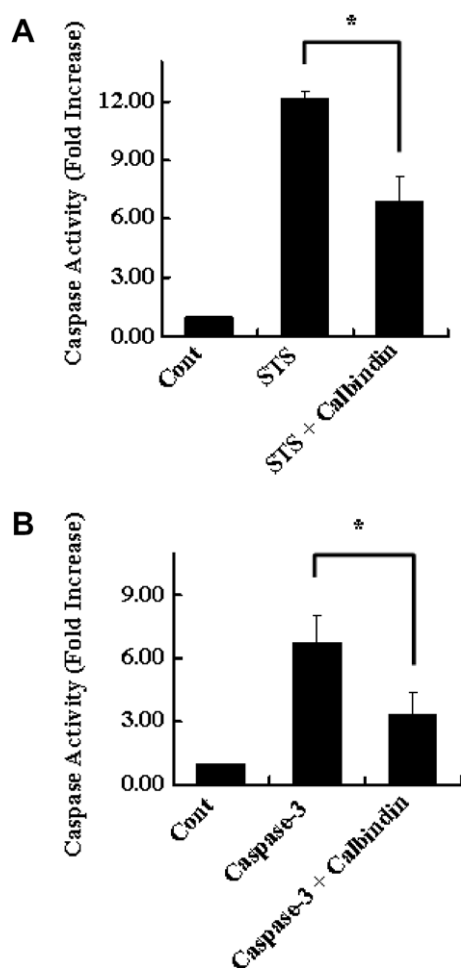 A
*
Caspase Activity (Fold Increase)
12.00
9.00
6.00
3.00
0.00
Cont
STS
STS + Calbindin
B
*
Caspase Activity (Fold Increase)
9.00
6.00
3.00
0.00
Cont
Caspase-3
Caspase-3 + Calbindin